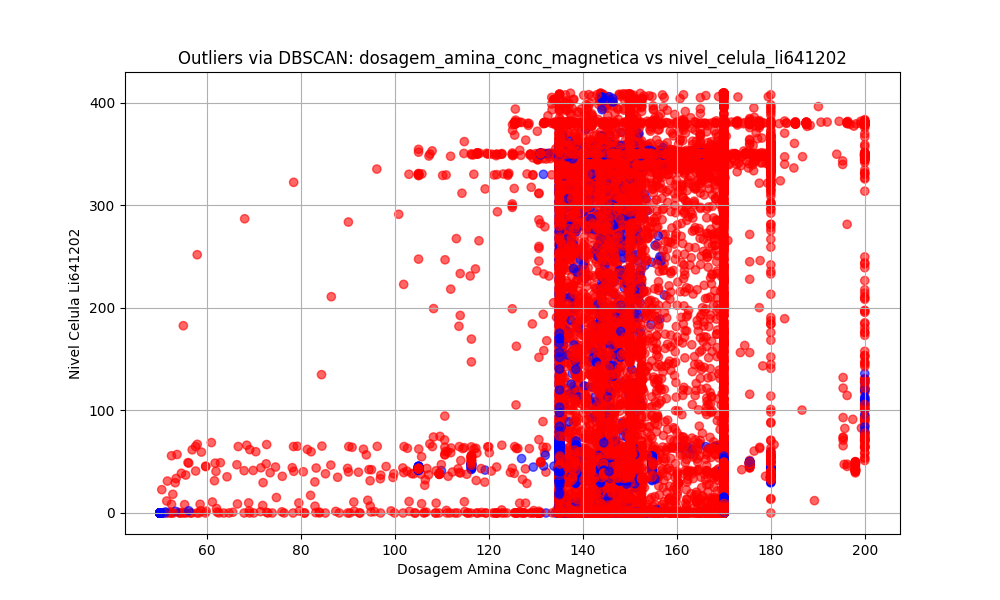 Outliers via DBSCAN: dosagem_amina_conc_magnetica vs nivel_celula_li641202
400
300
200
100
0
Nivel Celula Li641202
60 80 100 120 140 160 180 200
Dosagem Amina Conc Magnetica